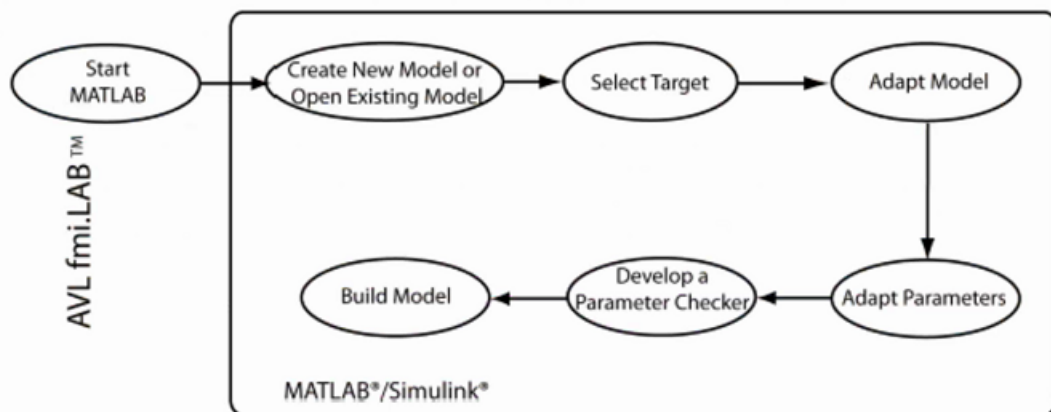 Start
MATLAB
Create New Model or
Open Existing Model
Select Target
Adapt Model
Adapt Parameters
Develop a
Parameter Checker
Build Model
AVL fmi.LAB™
MATLAB®/Simulink®